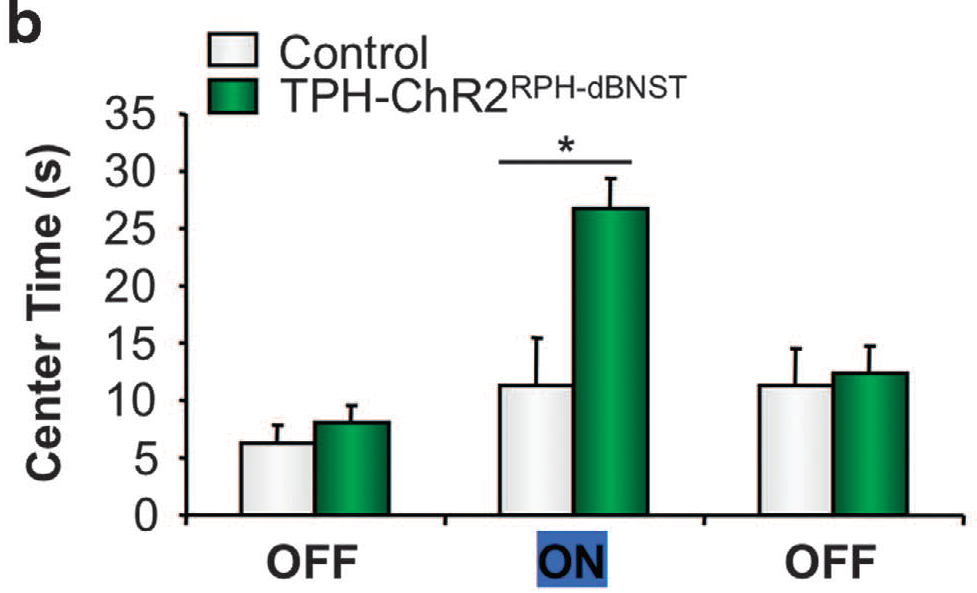 b
Control
TPH-ChR2RPH-dBNST
Center Time (s)
35
30
25
20
15
10
5
0
*
OFF
ON
OFF